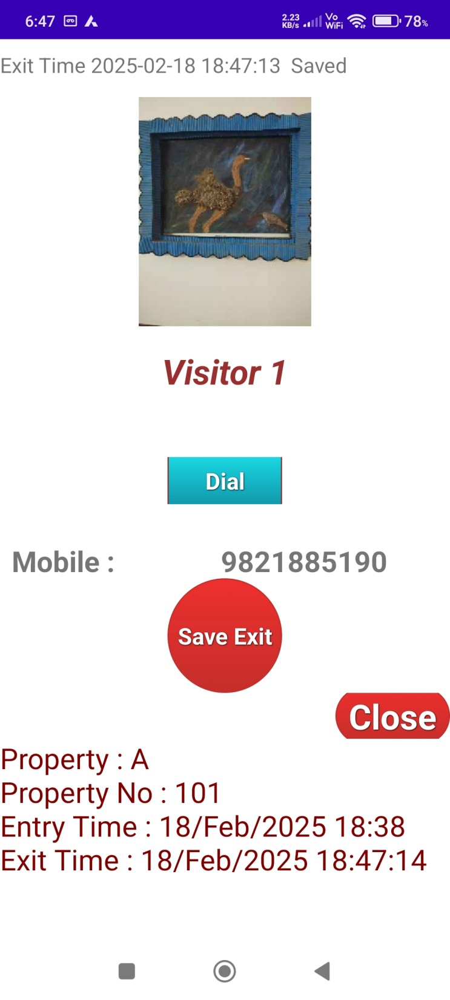 6:47 2.23 KB/s Vo WiFi 78%
Exit Time 2025-02-18 18:47:13 Saved
Visitor 1
Dial
Mobile : 9821885190
Save Exit
Close
Property : A
Property No : 101
Entry Time : 18/Feb/2025 18:38
Exit Time : 18/Feb/2025 18:47:14